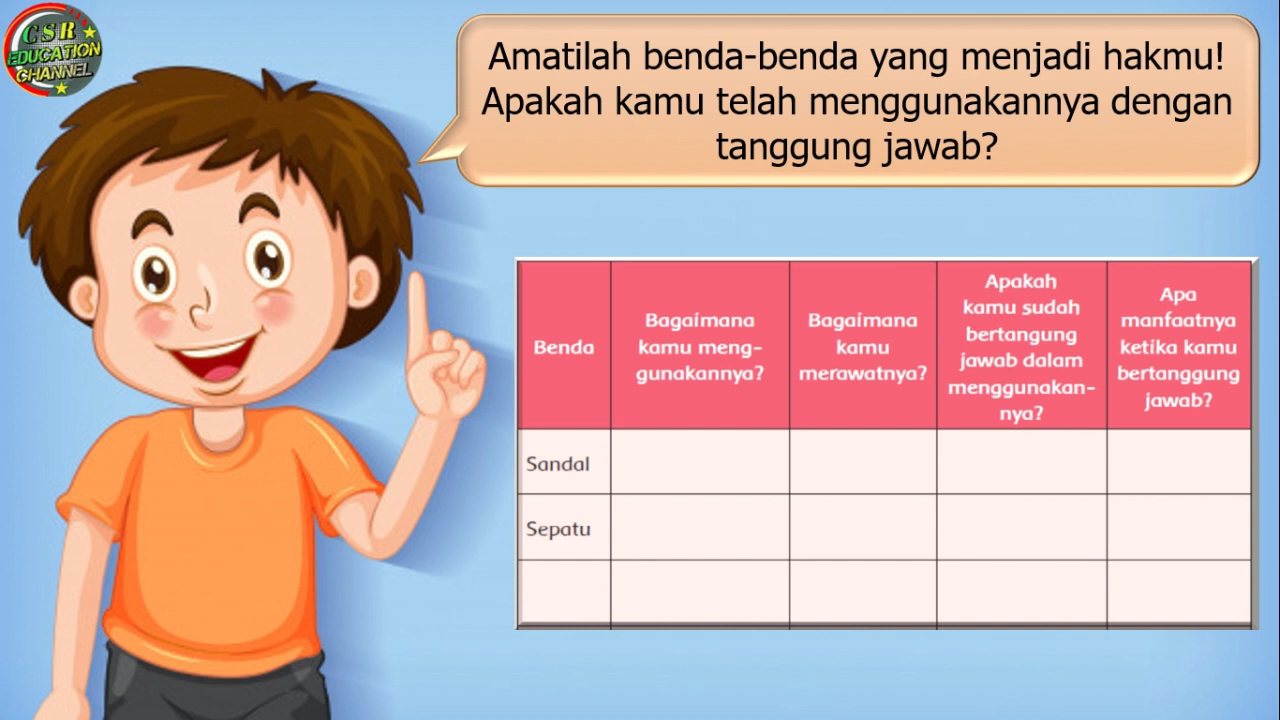 CSR
EDUCATION
CHANNEL
Amatilah benda-benda yang menjadi hakmu!
Apakah kamu telah menggunakannya dengan
tanggung jawab?
Benda
Bagaimana
kamu meng-
gunakannya?
Bagaimana
kamu
merawatnya?
Apakah
kamu sudah
bertangung
jawab dalam
menggunakan-
nya?
Apa
manfaatnya
ketika kamu
bertanggung
jawab?
Sandal
Sepatu